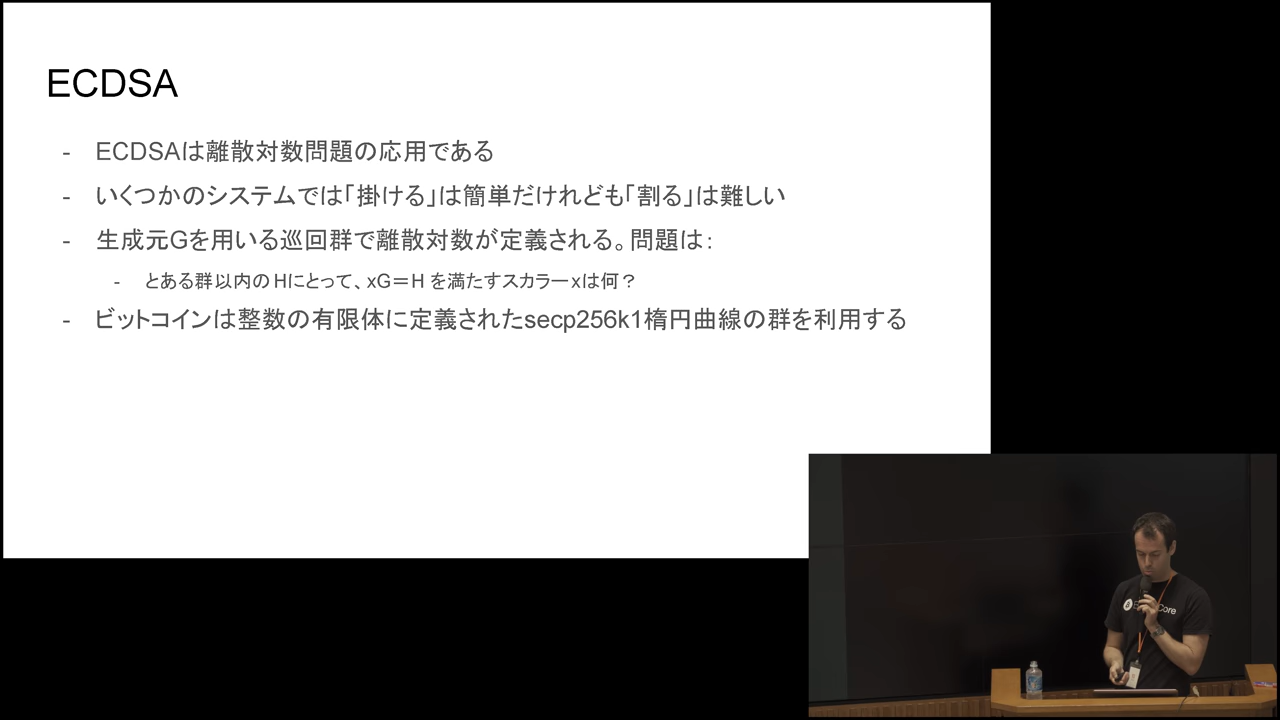 ECDSA
- ECDSAは離散対数問題の応用である
- いくつかのシステムでは「掛ける」は簡単だけれども「割る」は難しい
- 生成元Gを用いる巡回群で離散対数が定義される。問題は：
- とある群以内のHにとって、xG＝H を満たすスカラーxは何？
- ビットコインは整数の有限体に定義されたsecp256k1楕円曲線の群を利用する
Core